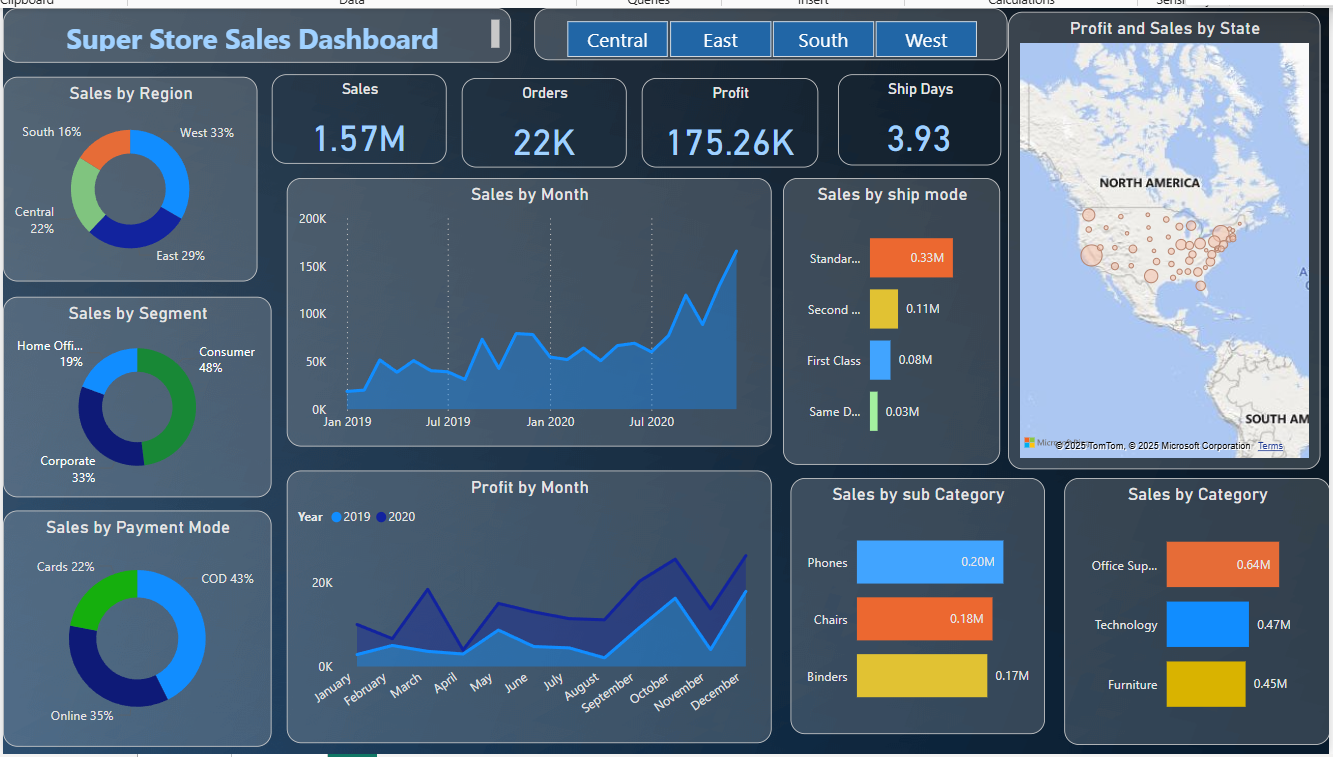 Clipboard
Data
Queries
Insert
Calculations
Super Store Sales Dashboard
Central
East
South
West
Profit and Sales by State
NORTH AMERICA
SOUTH AM
© 2025 TomTom, © 2025 Microsoft Corporation Terms
Sales by Region
South 16%
West 33%
Central
22%
East 29%
Sales
1.57M
Orders
22K
Profit
175.26K
Ship Days
3.93
Sales by Month
200K
150K
100K
50K
0K
Jan 2019
Jul 2019
Jan 2020
Jul 2020
Sales by ship mode
Standar...
0.33M
Second ...
0.11M
First Class
0.08M
Same D...
0.03M
Sales by Segment
Home Offi...
19%
Consumer
48%
Corporate
33%
Profit by Month
Year 2019 2020
20K
0K
January
February
March
April
May
June
July
August
September
October
November
December
Sales by sub Category
Phones
0.20M
Chairs
0.18M
Binders
0.17M
Sales by Category
Office Sup...
0.64M
Technology
0.47M
Furniture
0.45M
Sales by Payment Mode
Cards 22%
COD 43%
Online 35%